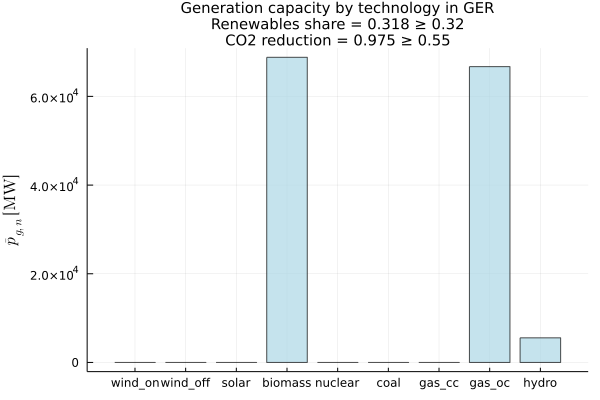 Generation capacity by technology in GER
Renewables share = 0.318 ≥ 0.32
CO2 reduction = 0.975 ≥ 0.55
p̄g,n [MW]
6.0×10⁴
4.0×10⁴
2.0×10⁴
0
wind_on wind_off solar biomass nuclear coal gas_cc gas_oc hydro